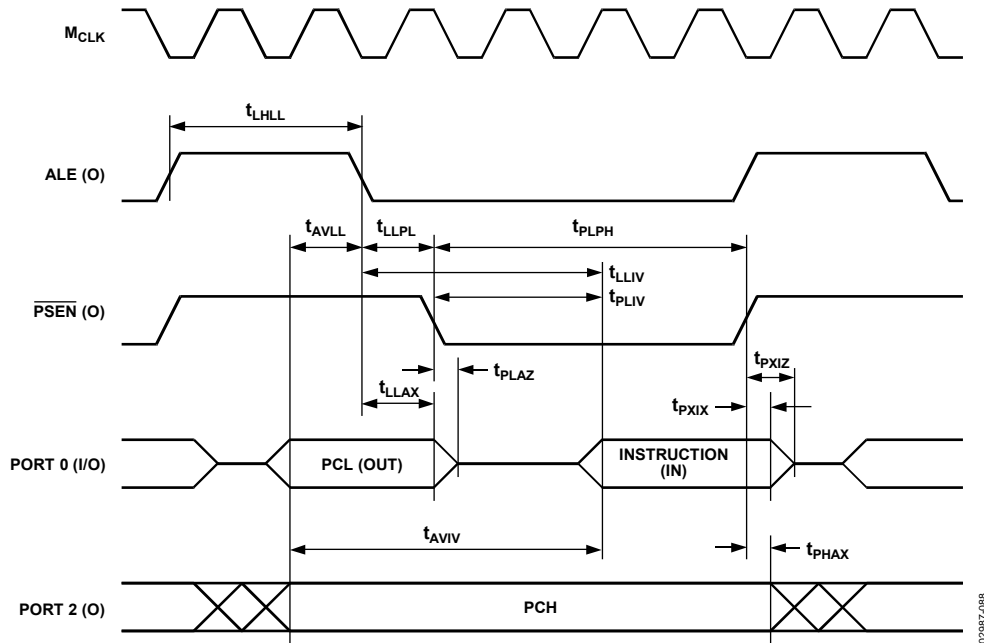 MCLK
tLHLL
ALE (O)
tAVLL
tLLPL
tPLPH
tLLIV
PSEN (O)
tPLIV
tPLAZ
tPXIZ
tLLAX
tPXIX
PORT 0 (I/O)
PCL (OUT)
INSTRUCTION
(IN)
tAVIV
tPHAX
PORT 2 (O)
PCH
02987-088